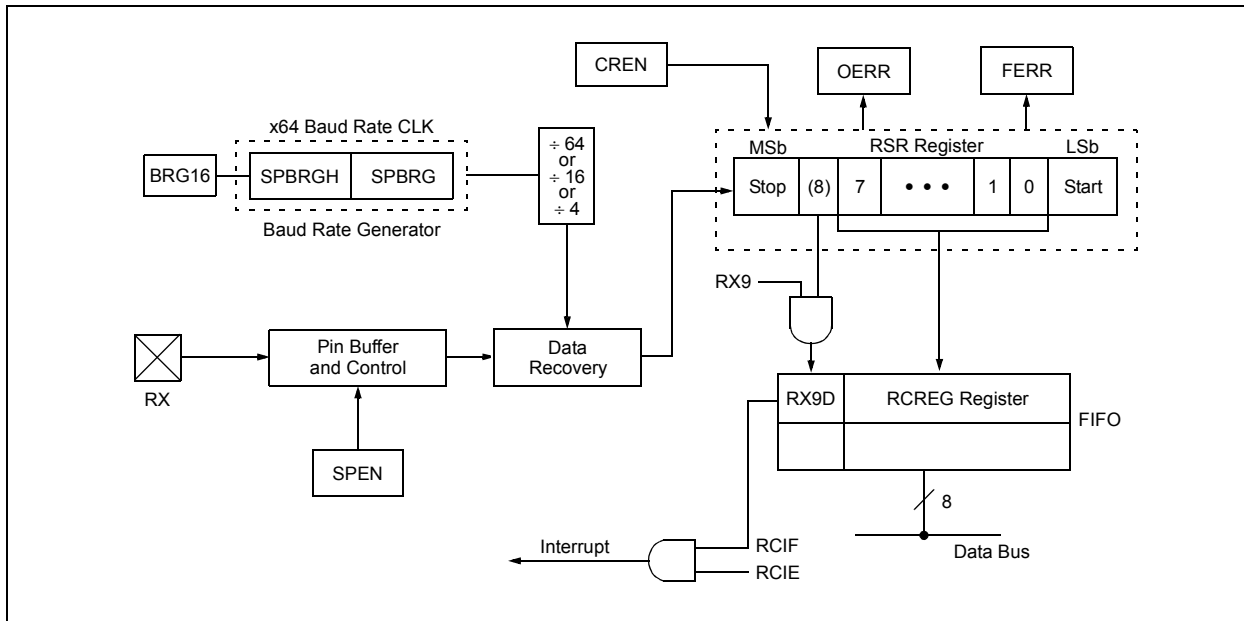 CREN
OERR
FERR
x64 Baud Rate CLK
BRG16
SPBRGH
SPBRG
Baud Rate Generator
÷ 64
or
÷ 16
or
÷ 4
MSb
RSR Register
LSb
Stop
(8)
7
• • •
1
0
Start
RX9
RX
Pin Buffer
and Control
Data
Recovery
SPEN
RX9D
RCREG Register
FIFO
8
Data Bus
Interrupt
RCIF
RCIE